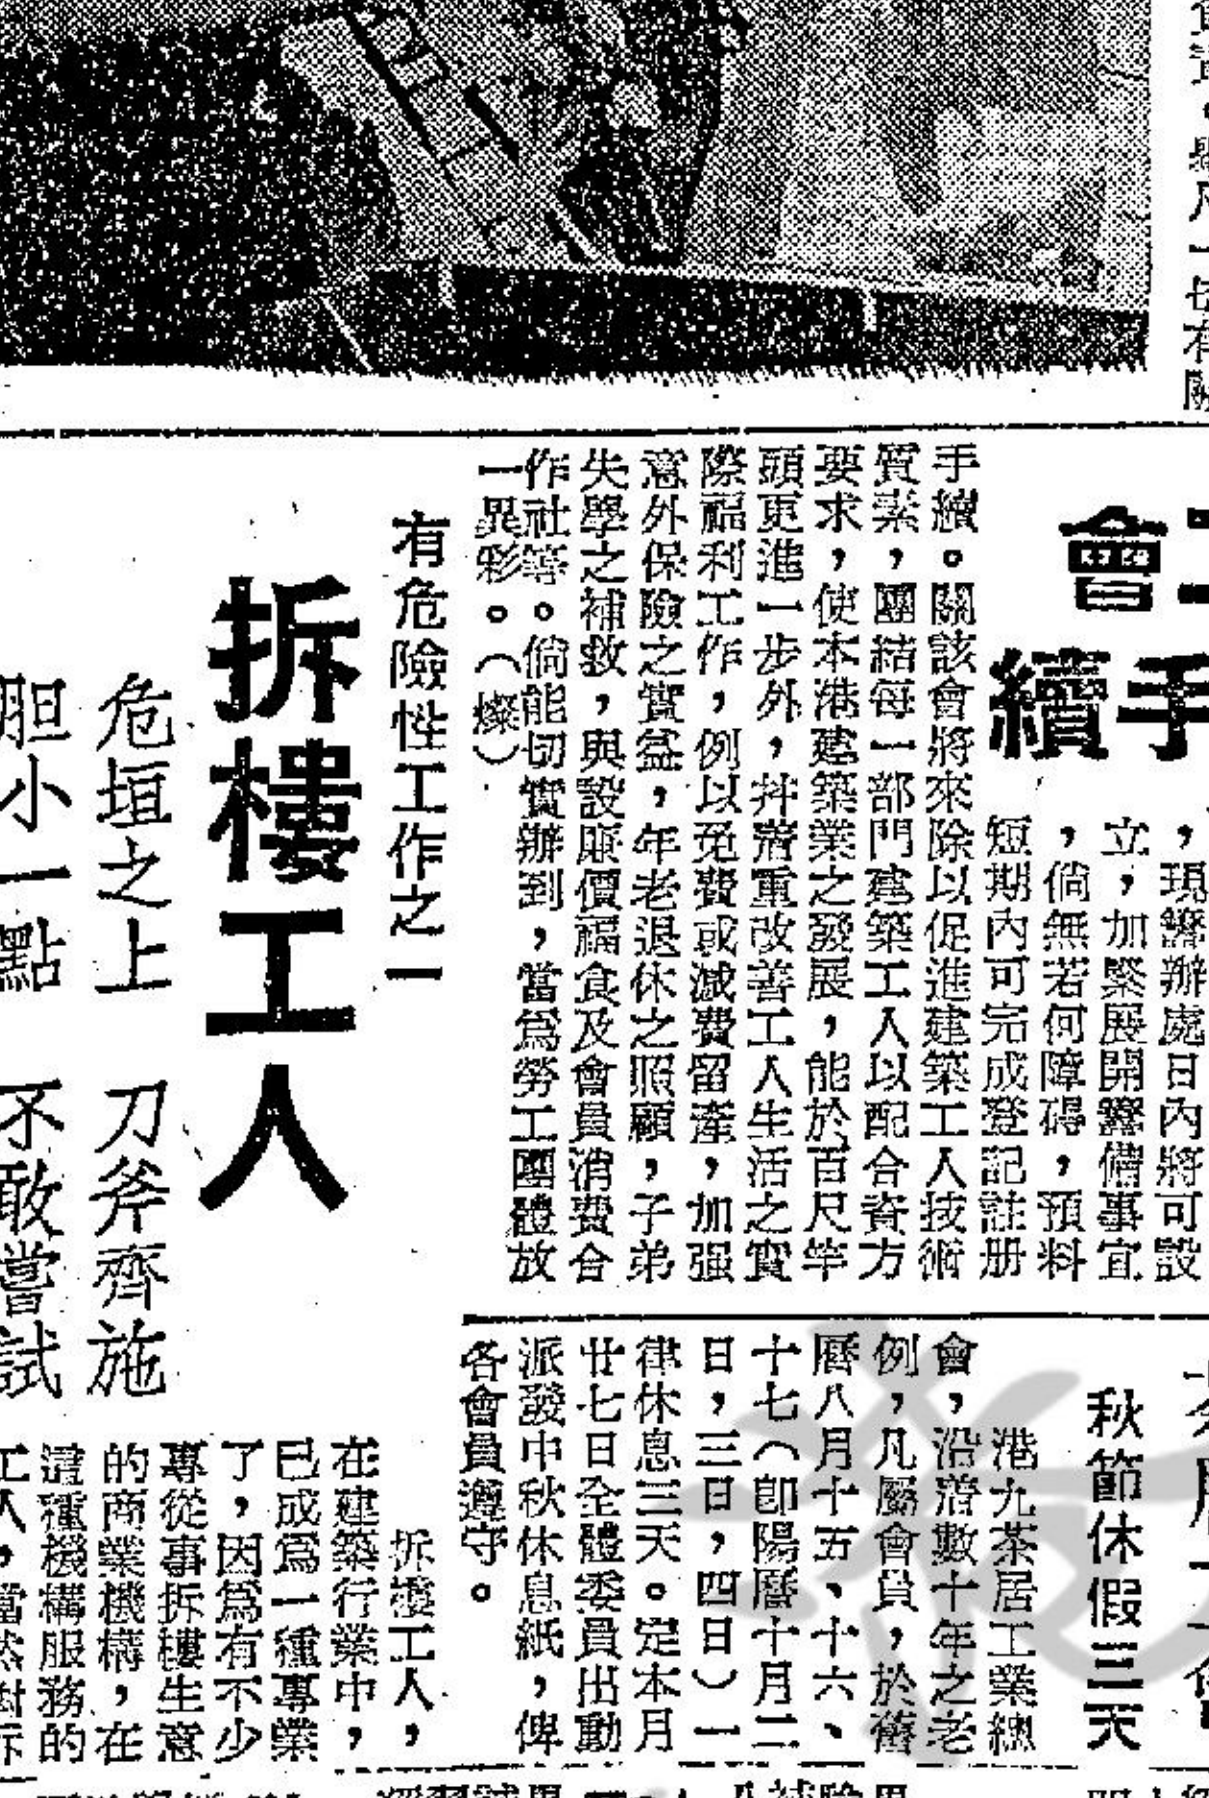 會
手續
，現籌辦處日內將可設
立，加緊展開籌備事宜
，倘無若何障碍，預料
短期內可完成登記註册
手續。關該會將來除以促進建築工人技術
質素，團結每一部門建築工人以配合資方
要求，使本港建築業之發展，能於百尺竿
頭更進一步外，并着重改善工人生活之實
際福利工作，例以免費或減費留產，加强
意外保險之實益，年老退休之照顧，子弟
失學之補救，與設廉價福食及會員消費合
作社等。倘能切實辦到，當爲勞工團體放
一異彩。（燦）
秋節休假三天
港九茶居工業總
會，沿着數十年之老
例，凡屬會員，於舊
曆八月十五、十六、
十七（卽陽曆十月二
日，三日，四日）一
律休息三天。定本月
廿七日全體委員出動
派發中秋休息紙，俾
各會員遵守。
有危險性工作之一
拆樓工人
危垣之上　刀斧齊施
胆小一點　不敢嘗試
拆樓工人，
在建築行業中，
已成爲一種專業
了，因爲有不少
專從事拆樓生意
的商業機構，在
這種機構服務的
工人，當然對拆